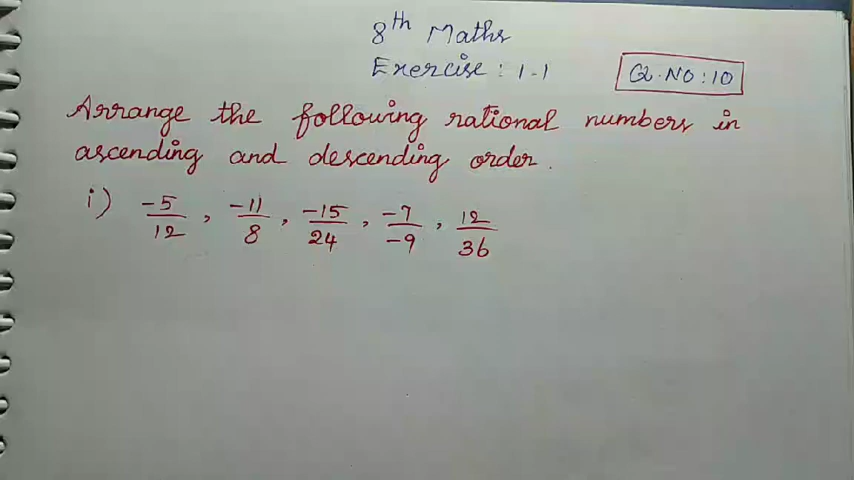 8th Maths
Exercise : 1.1
Q.NO:10
Arrange the following rational numbers in
ascending and descending order.
i) -5/12, -11/8, -15/24, -7/-9, 12/36